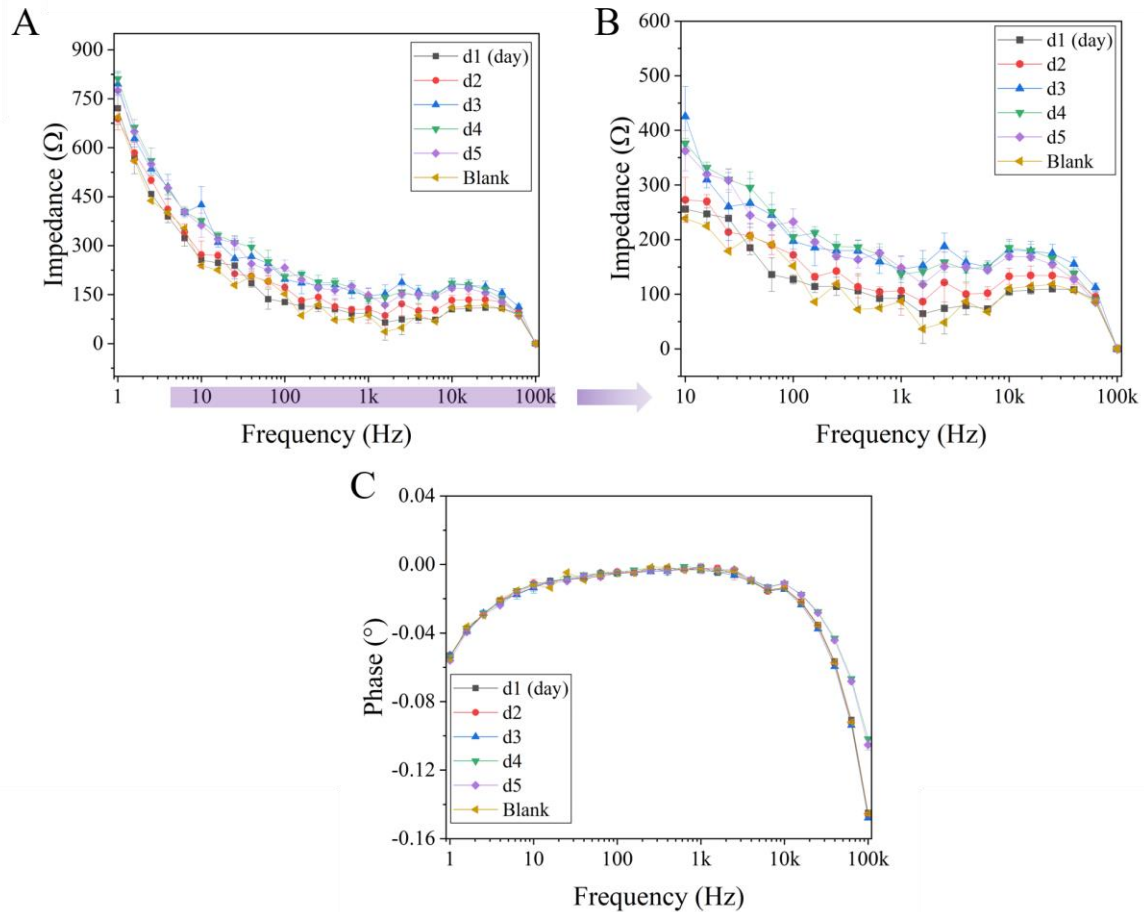 A
900
750
600
450
300
150
0
Impedance (Ω)
1
10
100
1k
10k
100k
Frequency (Hz)
d1 (day)
d2
d3
d4
d5
Blank
B
600
500
400
300
200
100
0
Impedance (Ω)
10
100
1k
10k
100k
Frequency (Hz)
d1 (day)
d2
d3
d4
d5
Blank
C
0.04
0.00
-0.04
-0.08
-0.12
-0.16
Phase (°)
1
10
100
1k
10k
100k
Frequency (Hz)
d1 (day)
d2
d3
d4
d5
Blank